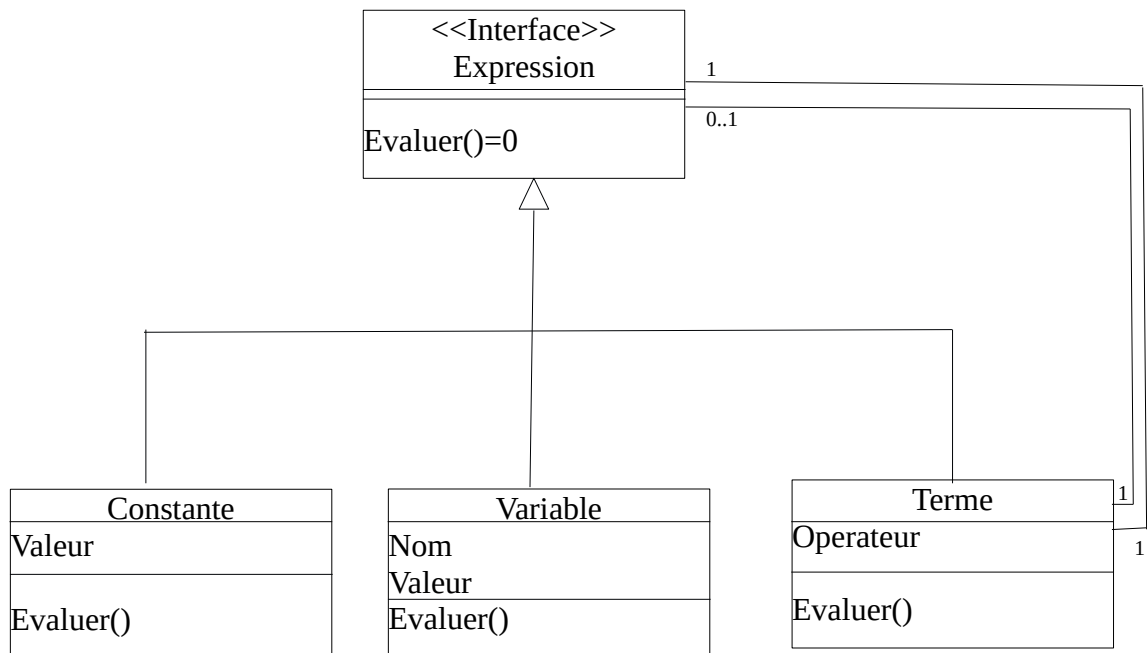 <<Interface>>
Expression
1
0..1
Evaluer()=0
Constante
Valeur
Evaluer()
Variable
Nom
Valeur
Evaluer()
Terme
1
Operateur
1
Evaluer()